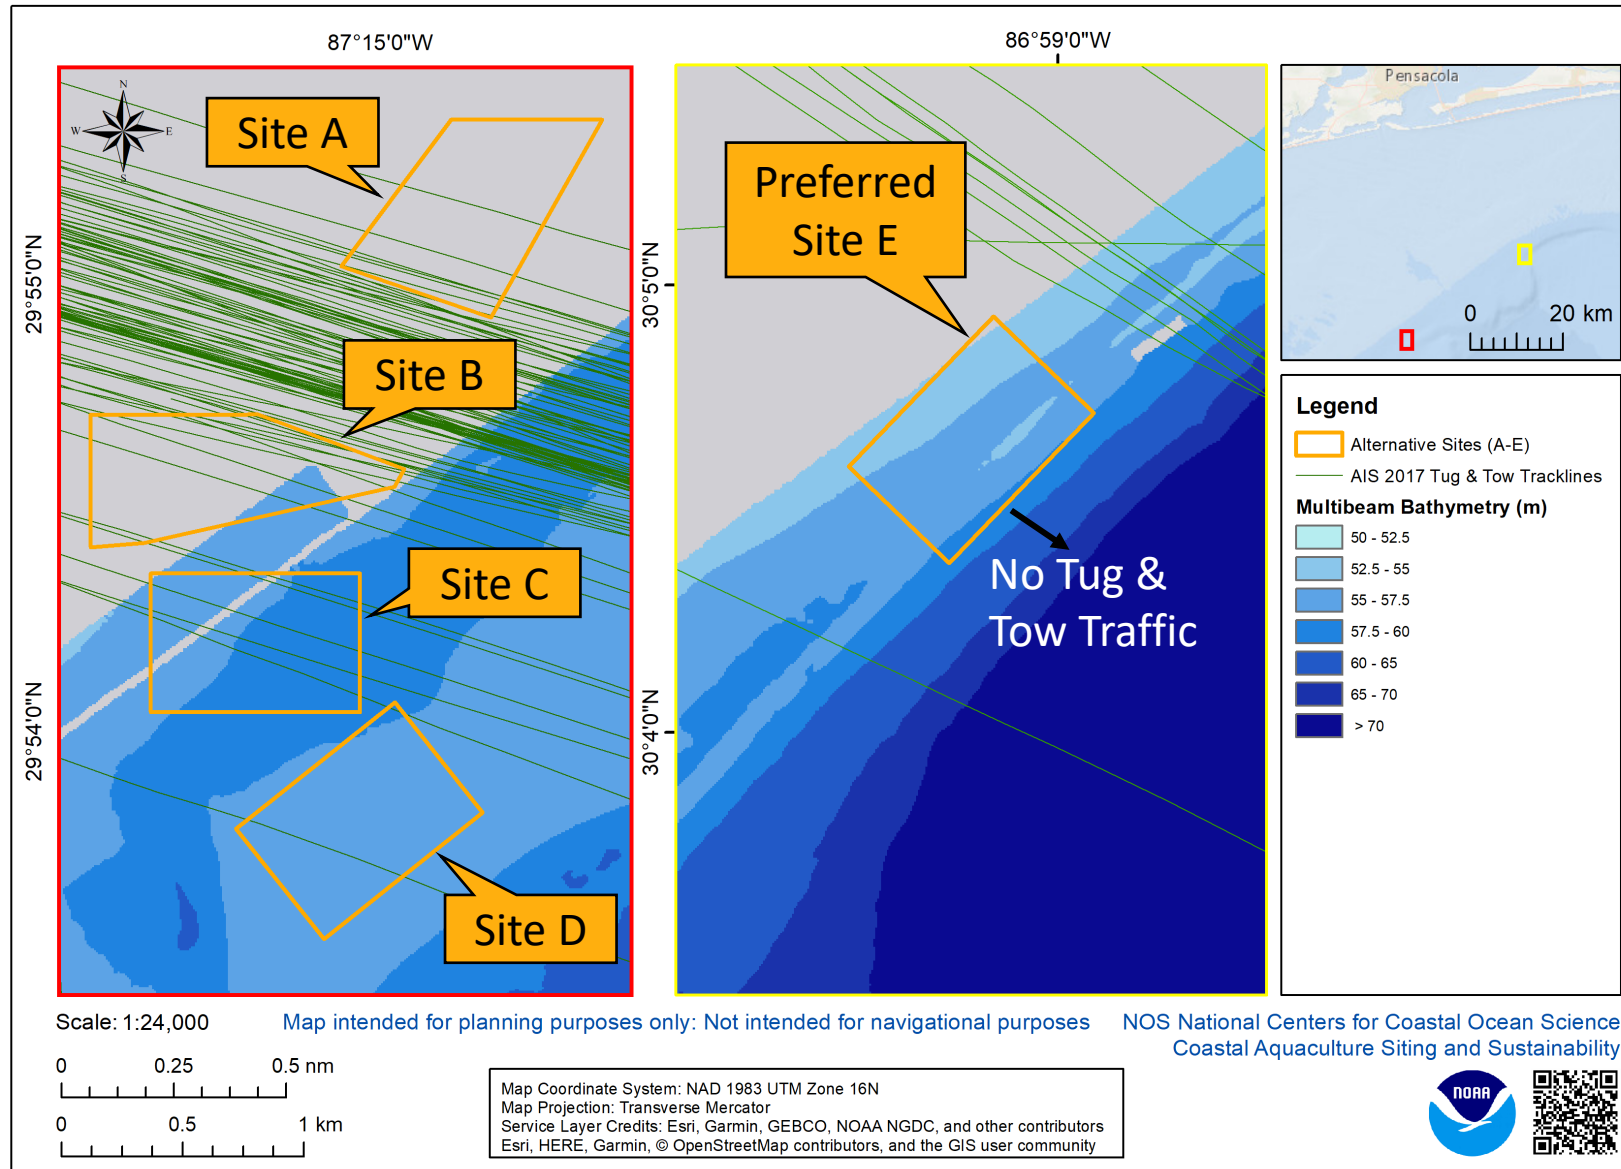 87°15'0"W
86°59'0"W
N
W
E
S
Site A
Site B
Site C
Site D
29°55'0"N
29°54'0"N
30°5'0"N
30°4'0"N
Preferred
Site E
No Tug &
Tow Traffic
Pensacola
0
20 km
Legend
Alternative Sites (A-E)
AIS 2017 Tug & Tow Tracklines
Multibeam Bathymetry (m)
50 - 52.5
52.5 - 55
55 - 57.5
57.5 - 60
60 - 65
65 - 70
> 70
Scale: 1:24,000
Map intended for planning purposes only: Not intended for navigational purposes
NOS National Centers for Coastal Ocean Science
Coastal Aquaculture Siting and Sustainability
0 0.25 0.5 nm
0 0.5 1 km
Map Coordinate System: NAD 1983 UTM Zone 16N
Map Projection: Transverse Mercator
Service Layer Credits: Esri, Garmin, GEBCO, NOAA NGDC, and other contributors
Esri, HERE, Garmin, © OpenStreetMap contributors, and the GIS user community
NOAA